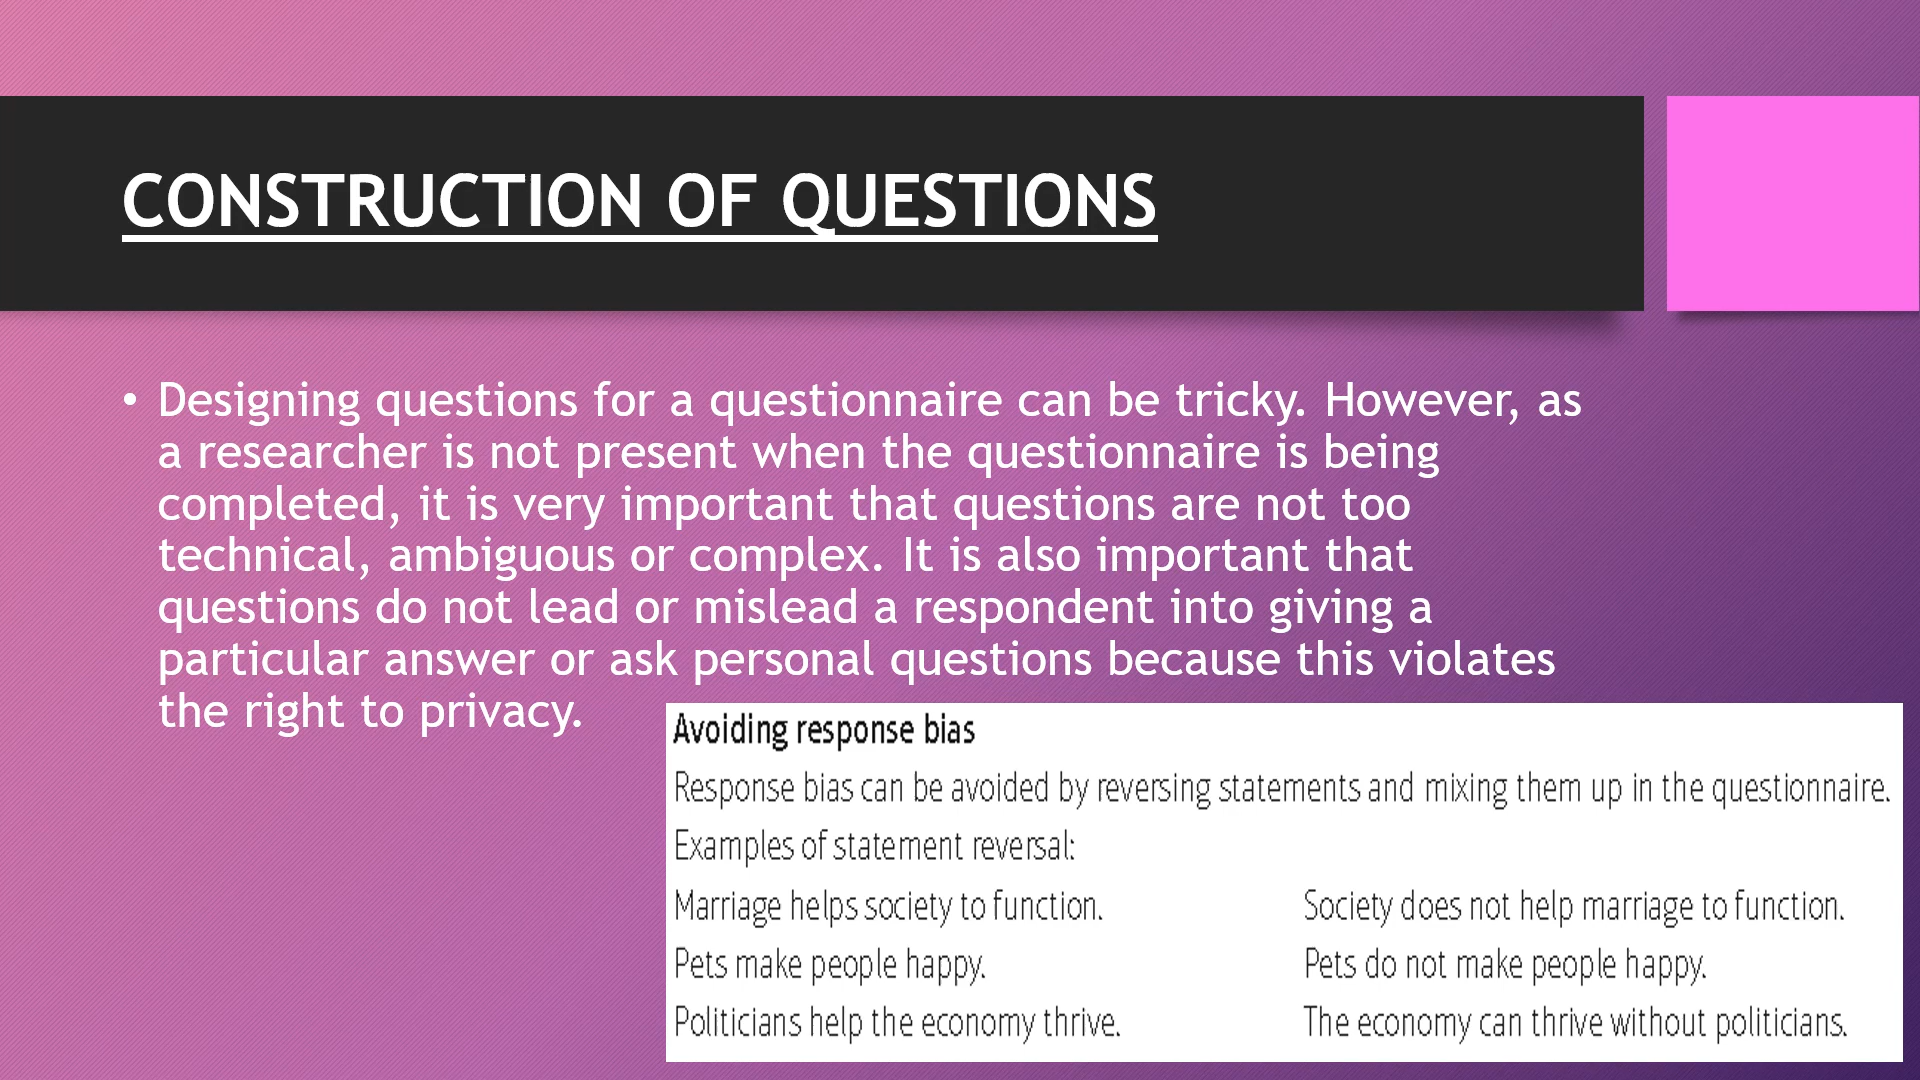 CONSTRUCTION OF QUESTIONS
• Designing questions for a questionnaire can be tricky. However, as
a researcher is not present when the questionnaire is being
completed, it is very important that questions are not too
technical, ambiguous or complex. It is also important that
questions do not lead or mislead a respondent into giving a
particular answer or ask personal questions because this violates
the right to privacy.
Avoiding response bias
Response bias can be avoided by reversing statements and mixing them up in the questionnaire.
Examples of statement reversal:
Marriage helps society to function. Society does not help marriage to function.
Pets make people happy. Pets do not make people happy.
Politicians help the economy thrive. The economy can thrive without politicians.